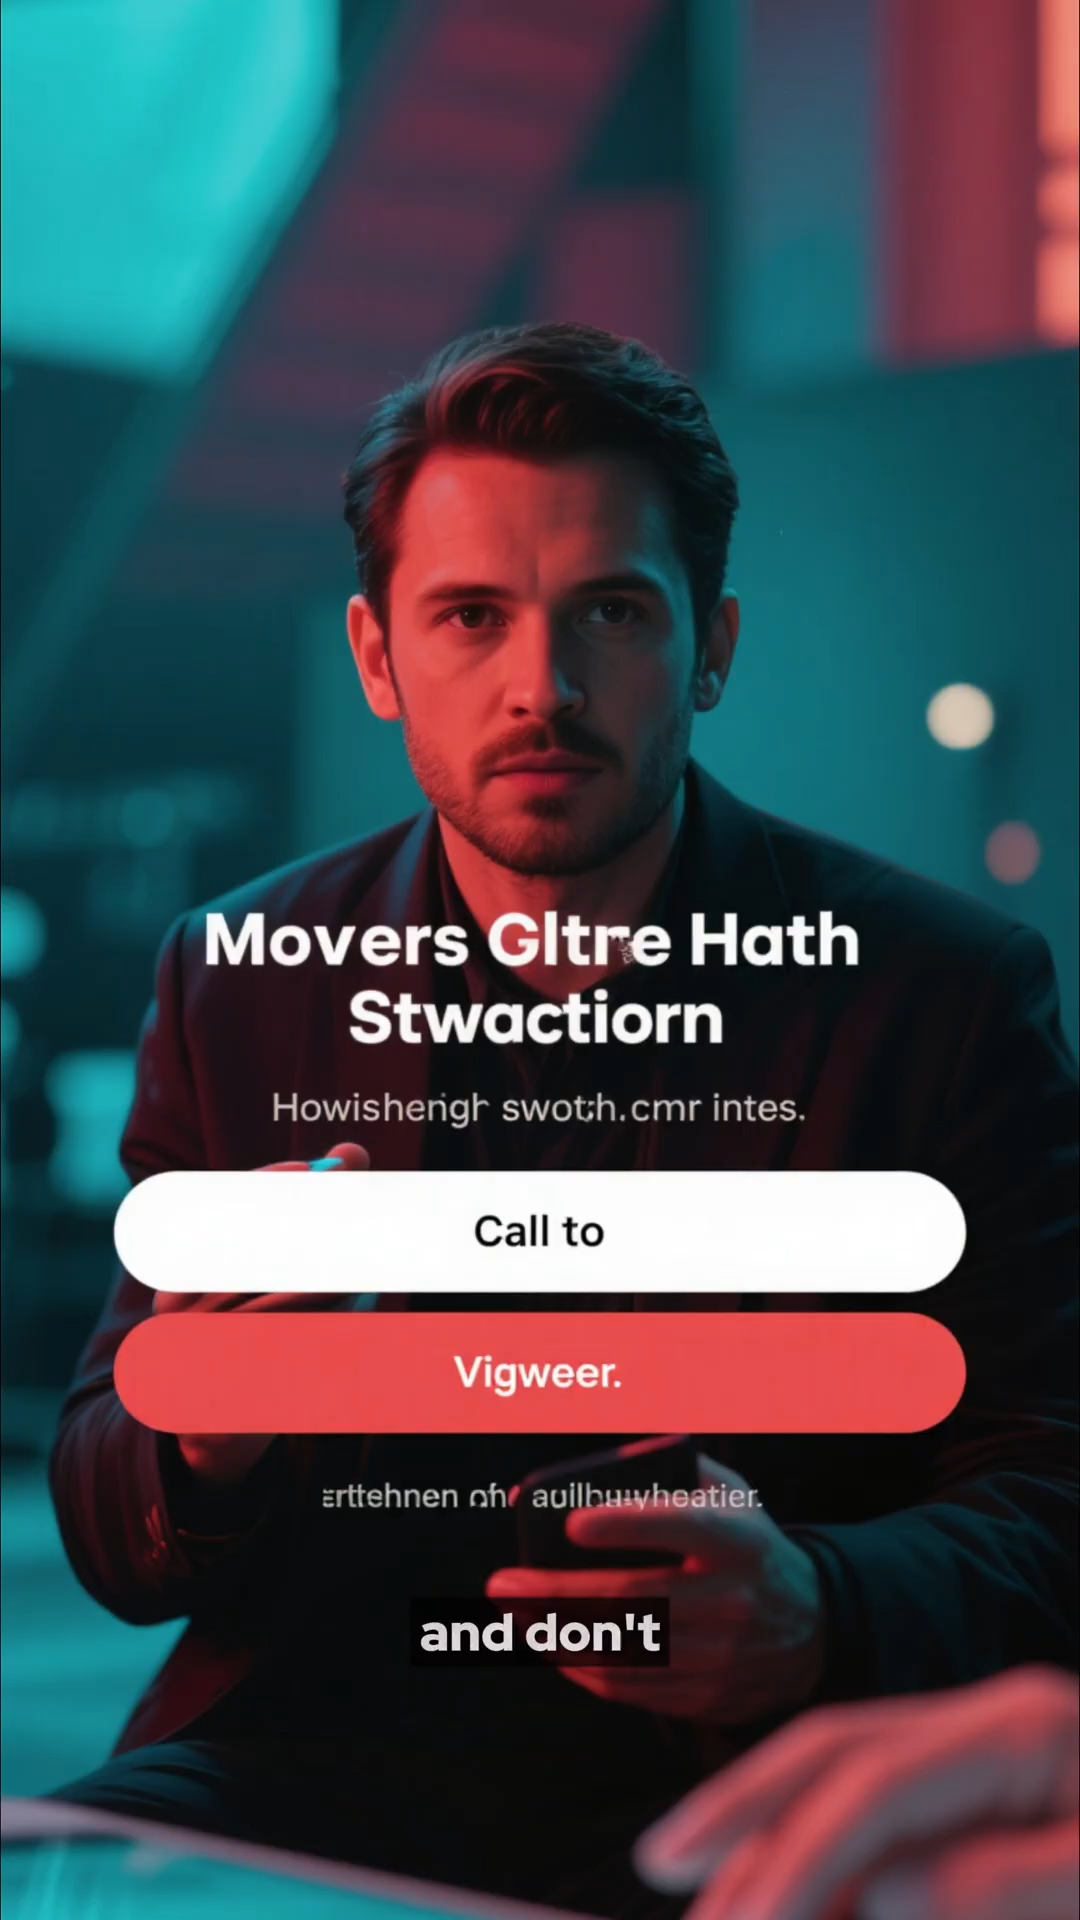 Movers Gltre Hath
Stwactiorn
Howishengh swoth.cmr intes.
Call to
Vigweer.
and don't